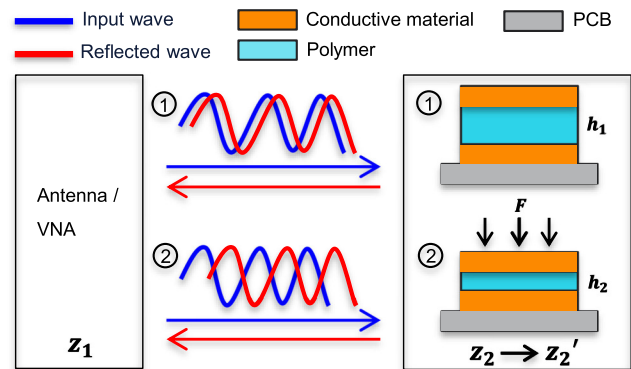 Input wave
Conductive material
PCB
Reflected wave
Polymer
1
1
h₁
Antenna /
VNA
F
2
2
h₂
Z₁
Z₂ → Z₂′